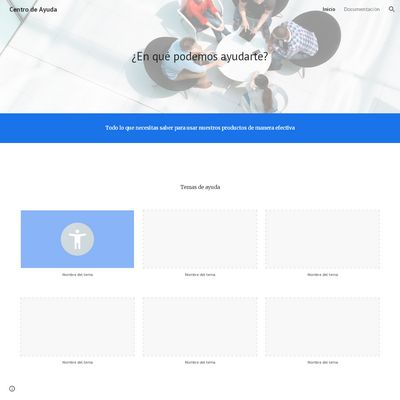 Centro de Ayuda
Inicio
Documentación
¿En qué podemos ayudarte?
Todo lo que necesitas saber para usar nuestros productos de manera efectiva
Temas de ayuda
Nombre del tema
Nombre del tema
Nombre del tema
Nombre del tema
Nombre del tema
Nombre del tema